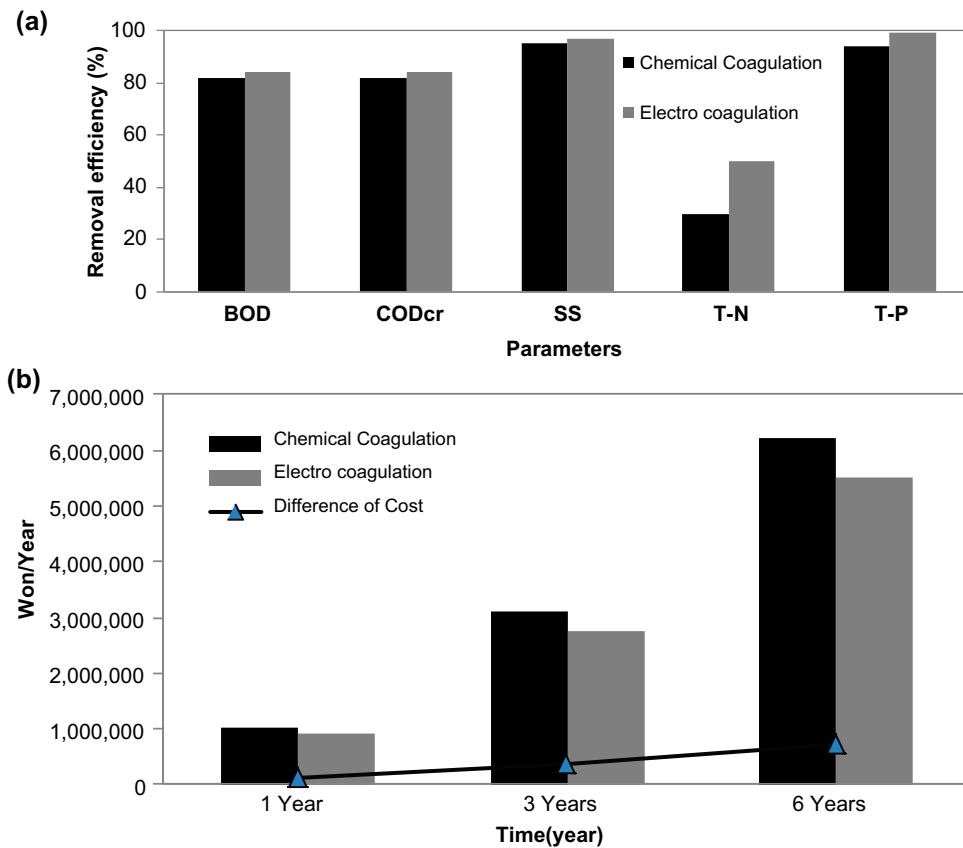 (a)
100
80
60
40
20
0
Removal efficiency (%)
Chemical Coagulation
Electro coagulation
BOD CODcr SS T-N T-P
Parameters
(b)
7,000,000
6,000,000
5,000,000
4,000,000
3,000,000
2,000,000
1,000,000
0
Won/Year
Chemical Coagulation
Electro coagulation
Difference of Cost
1 Year 3 Years 6 Years
Time(year)